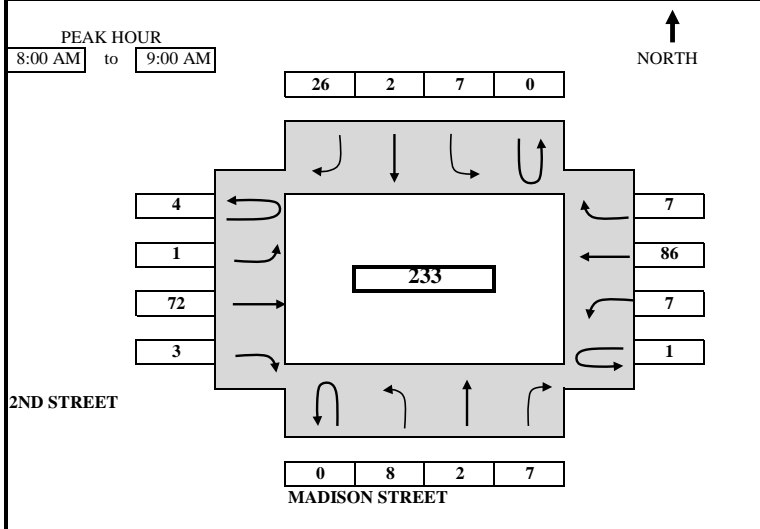 PEAK HOUR
8:00 AM to 9:00 AM
NORTH
26 2 7 0
4 7
1 86
233
72 7
3 1
2ND STREET
0 8 2 7
MADISON STREET